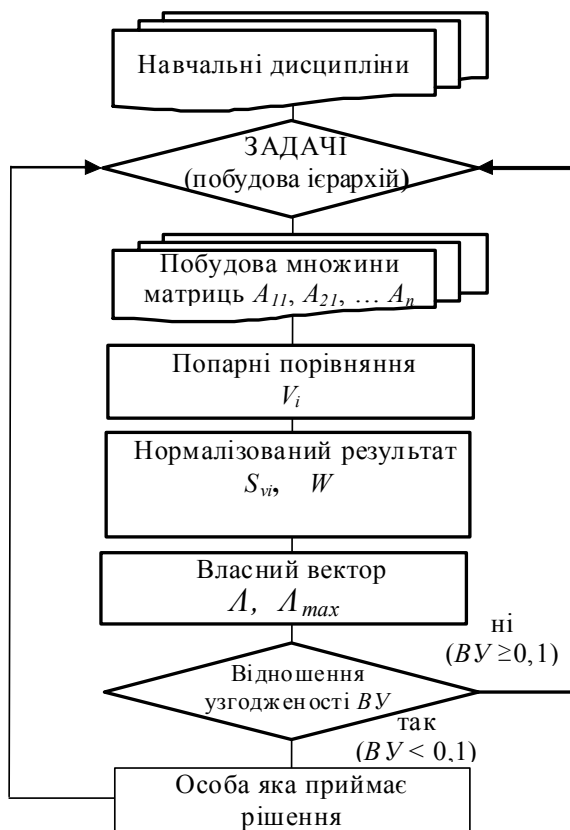 Навчальні дисципліни
ЗАДАЧІ
(побудова ієрархій)
Побудова множини
матриць A11, A21, … An
Попарні порівняння
Vi
Нормалізований результат
Svi, W
Власний вектор
Λ, Λmax
ні
(ВУ ≥0,1)
Відношення
узгодженості ВУ
так
(ВУ < 0,1)
Особа яка приймає
рішення